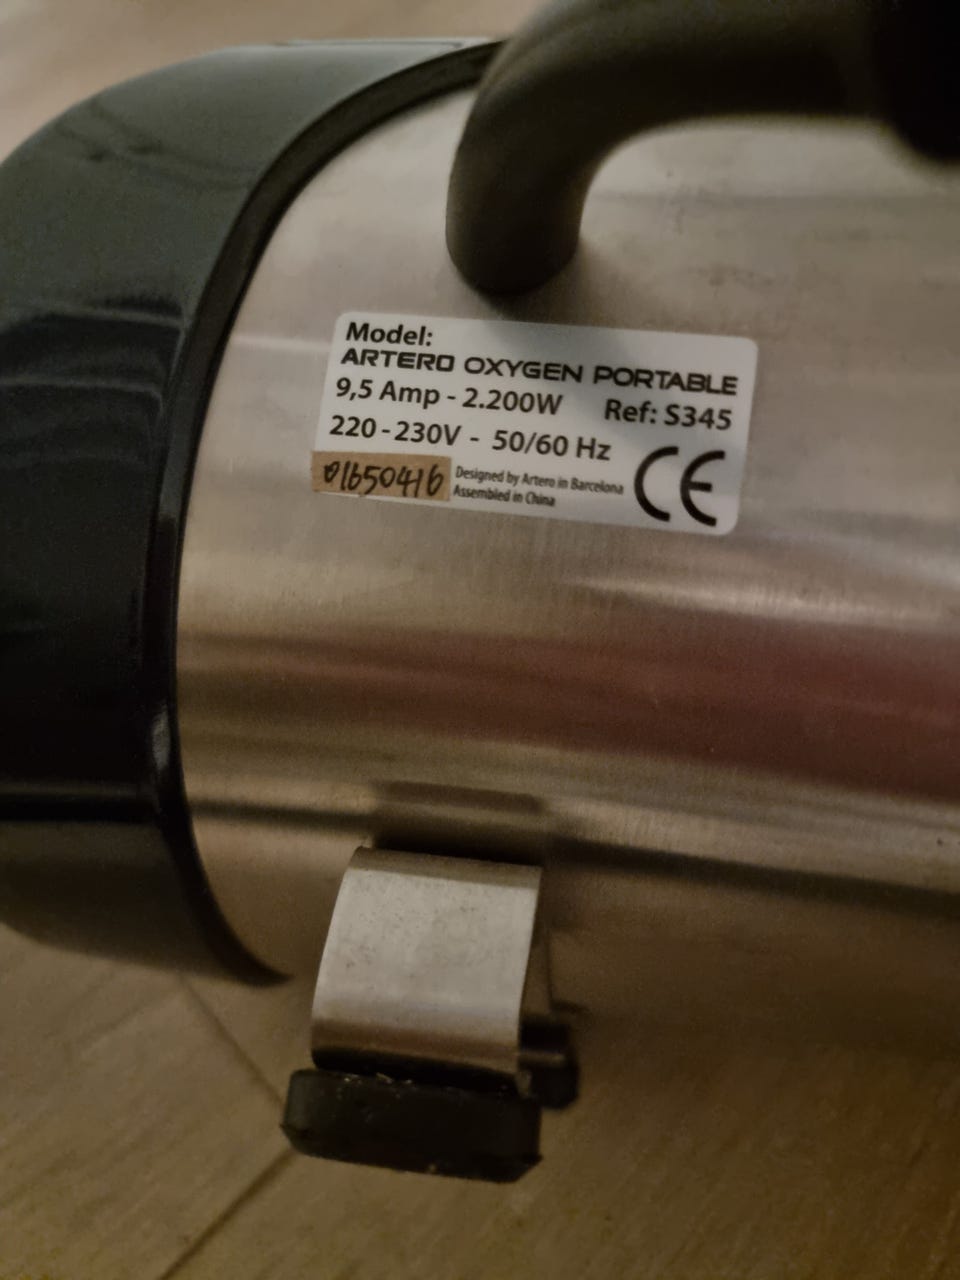 Model:
ARTERO OXYGEN PORTABLE
9,5 Amp - 2.200W Ref: S345
220 - 230V - 50/60 Hz
01650416 Designed by Artero in Barcelona
Assembled in China
CE